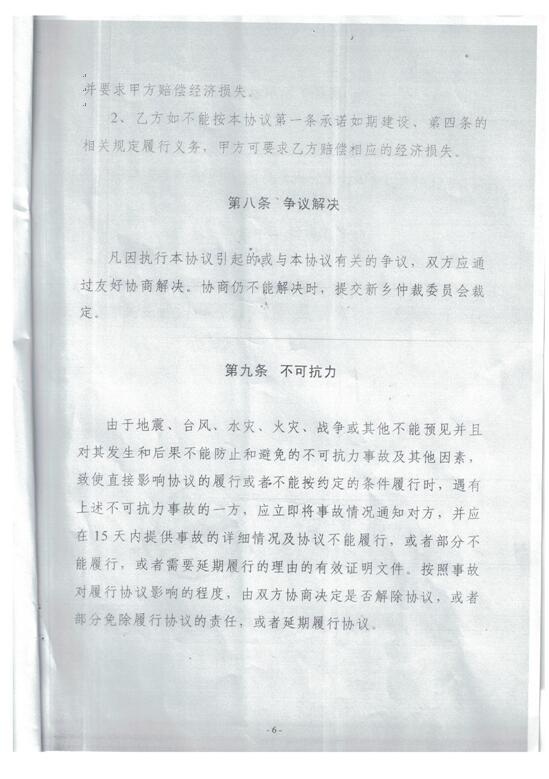 并要求甲方赔偿经济损失。
2、乙方如不能按本协议第一条承诺如期建设、第四条的
相关规定履行义务，甲方可要求乙方赔偿相应的经济损失。
第八条 争议解决
凡因执行本协议引起的或与本协议有关的争议，双方应通
过友好协商解决。协商仍不能解决时，提交新乡仲裁委员会裁
定。
第九条 不可抗力
由于地震、台风、水灾、火灾、战争或其他不能预见并且
对其发生和后果不能防止和避免的不可抗力事故及其他因素，
致使直接影响协议的履行或者不能按约定的条件履行时，遇有
上述不可抗力事故的一方，应立即将事故情况通知对方，并应
在 15 天内提供事故的详细情况及协议不能履行，或者部分不
能履行，或者需要延期履行的理由的有效证明文件。按照事故
对履行协议影响的程度，由双方协商决定是否解除协议，或者
部分免除履行协议的责任，或者延期履行协议。
- 6 -